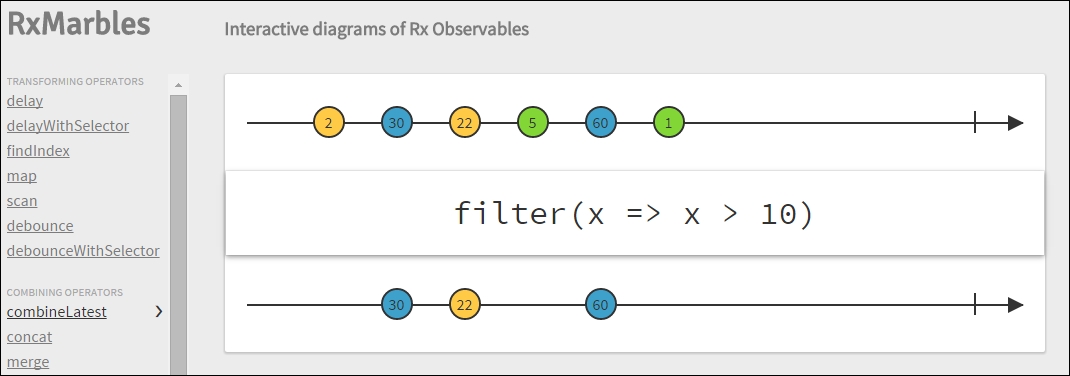 RxMarbles
Interactive diagrams of Rx Observables
TRANSFORMING OPERATORS
delay
delayWithSelector
findIndex
map
scan
debounce
debounceWithSelector
COMBINING OPERATORS
combineLatest
concat
merge
2 30 22 5 60 1
filter(x => x > 10)
30 22 60